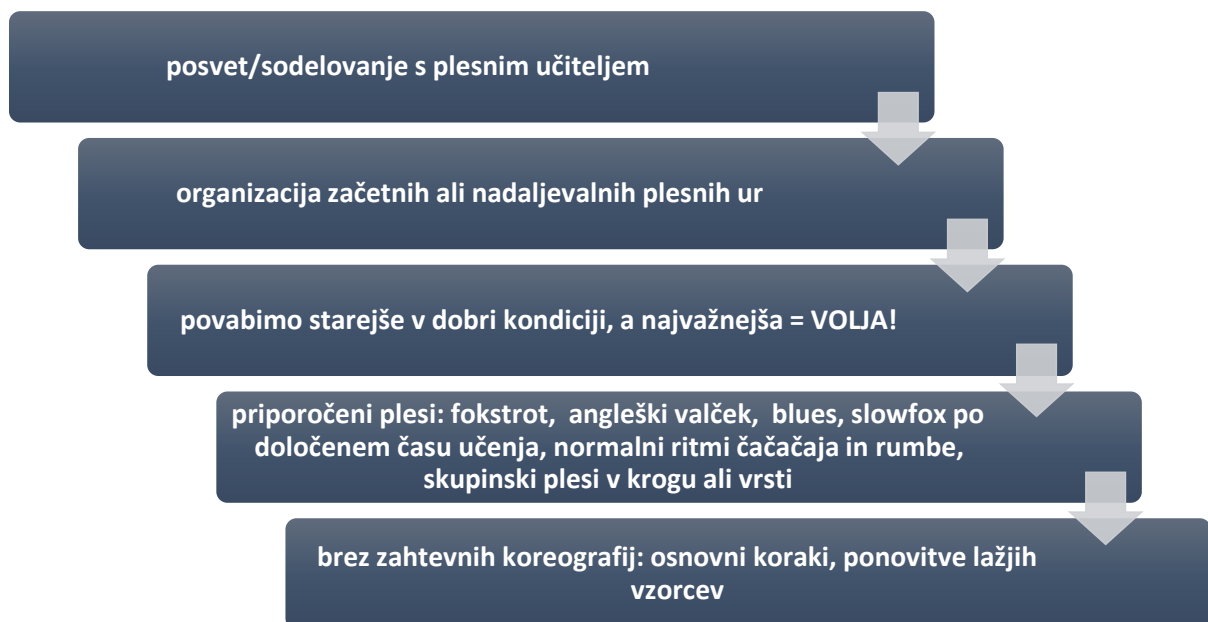 posvet/sodelovanje s plesnim učiteljem
organizacija začetnih ali nadaljevalnih plesnih ur
povabimo starejše v dobri kondiciji, a najvažnejša = VOLJA!
priporočeni plesi: fokstrot, angleški valček, blues, slowfox po
določenem času učenja, normalni ritmi čačačaja in rumbe,
skupinski plesi v krogu ali vrsti
brez zahtevnih koreografij: osnovni koraki, ponovitve lažjih
vzorcev